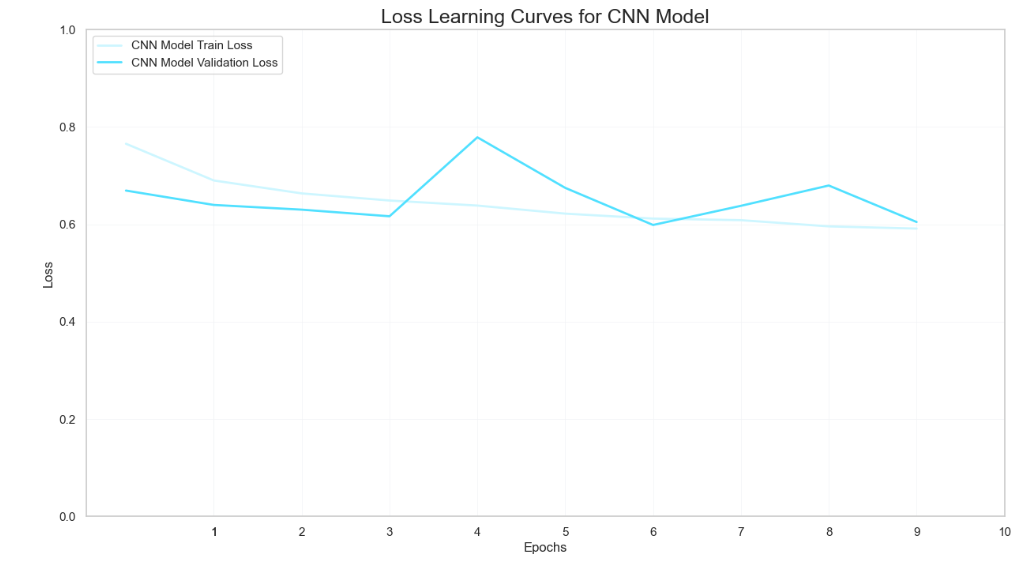 Loss Learning Curves for CNN Model
1.0
CNN Model Train Loss
CNN Model Validation Loss
0.8
0.6
Loss
0.4
0.2
0.0
1 2 3 4 5 6 7 8 9 10
Epochs